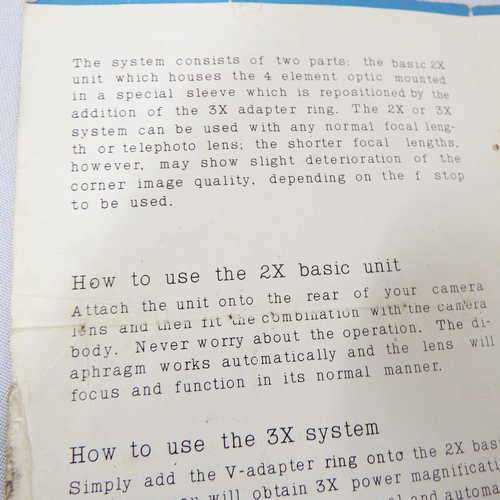 The system consists of two parts: the basic 2X
unit which houses the 4 element optic mounted
in a special sleeve which is repositioned by the
addition of the 3X adapter ring. The 2X or 3X
system can be used with any normal focal leng-
th or telephoto lens; the shorter focal lengths,
however, may show slight deterioration of the
corner image quality, depending on the f stop
to be used.
How to use the 2X basic unit
Attach the unit onto the rear of your camera
lens and then fit the combination with the camera
body. Never worry about the operation. The di-
aphragm works automatically and the lens will
focus and function in its normal manner.
How to use the 3X system
Simply add the V-adapter ring onto the 2X bas
will obtain 3X power magnificati
and automa